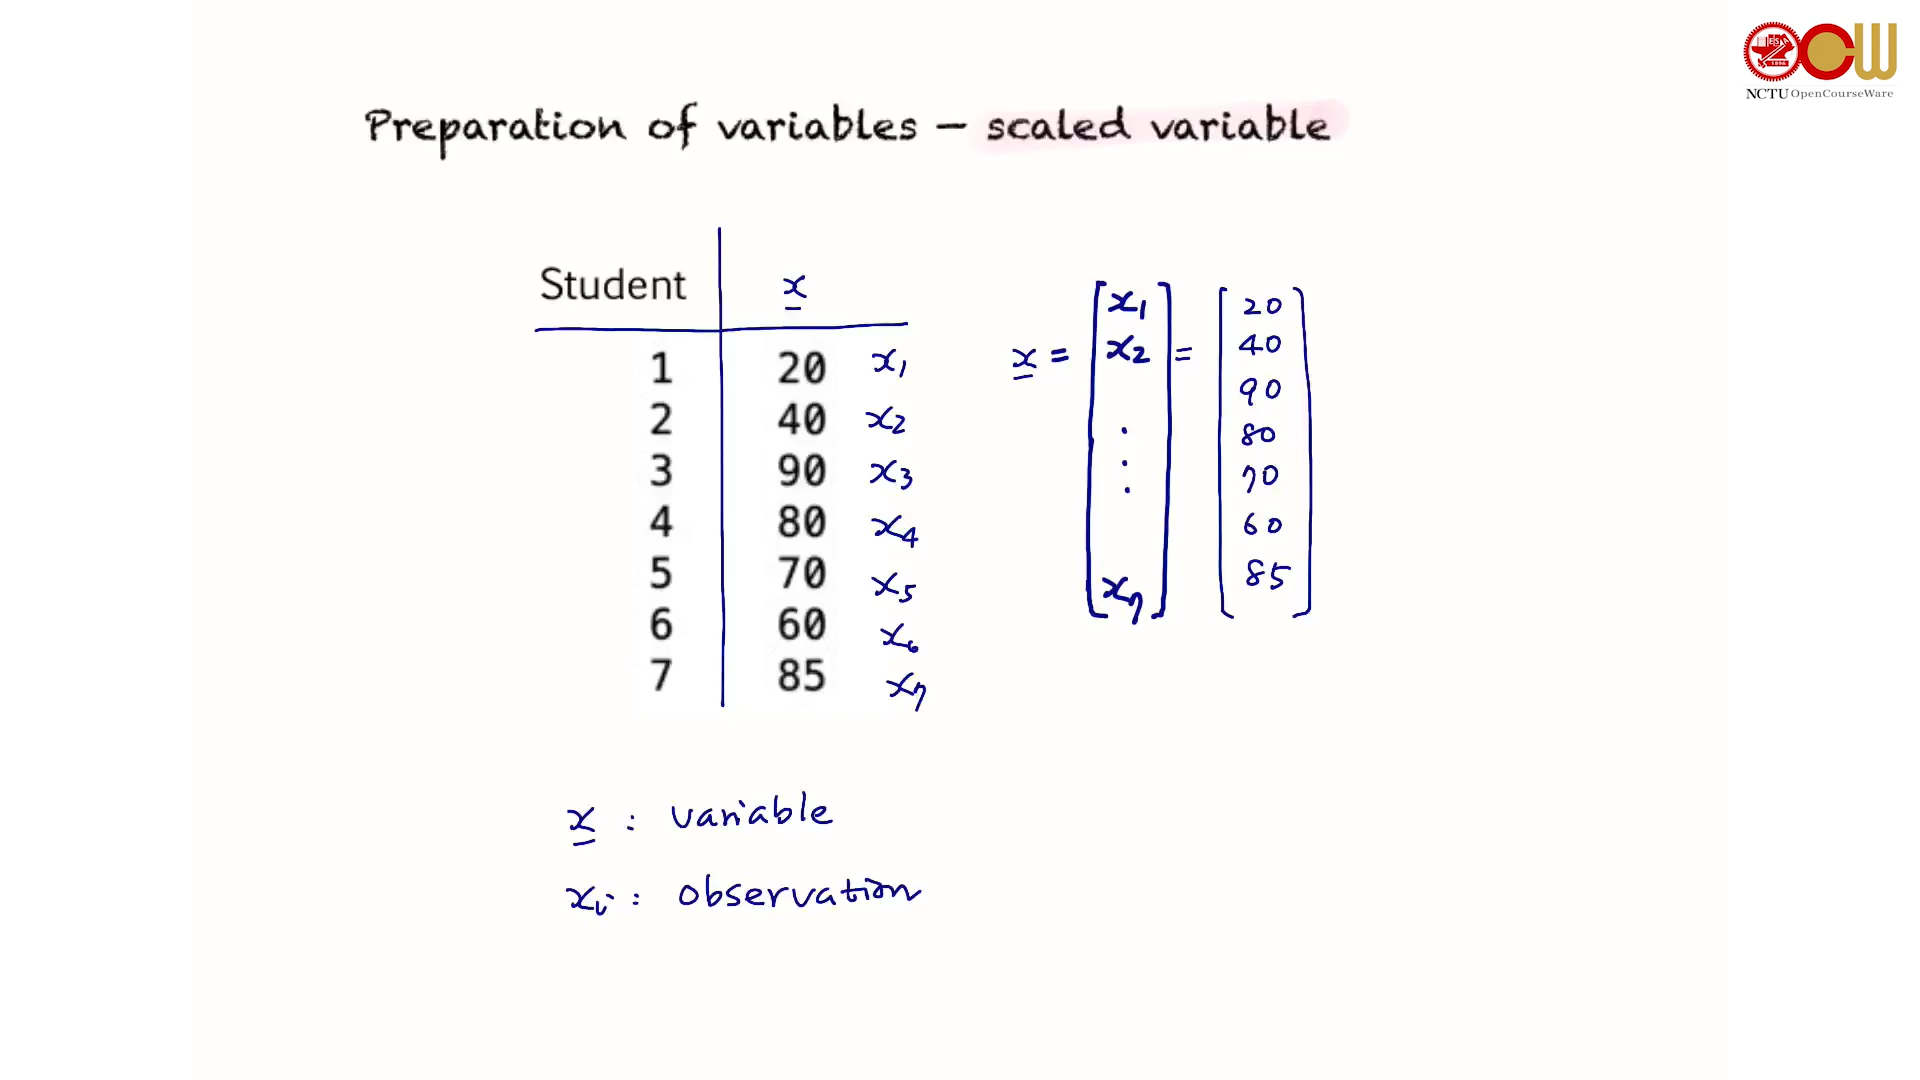 NCTU OpenCourseWare
Preparation of variables – scaled variable
Student x
1 20 x1
2 40 x2
3 90 x3
4 80 x4
5 70 x5
6 60 x6
7 85 x7
x = [x1 x2 . . . x7] = [20 40 90 80 70 60 85]
x : variable
xi : observation